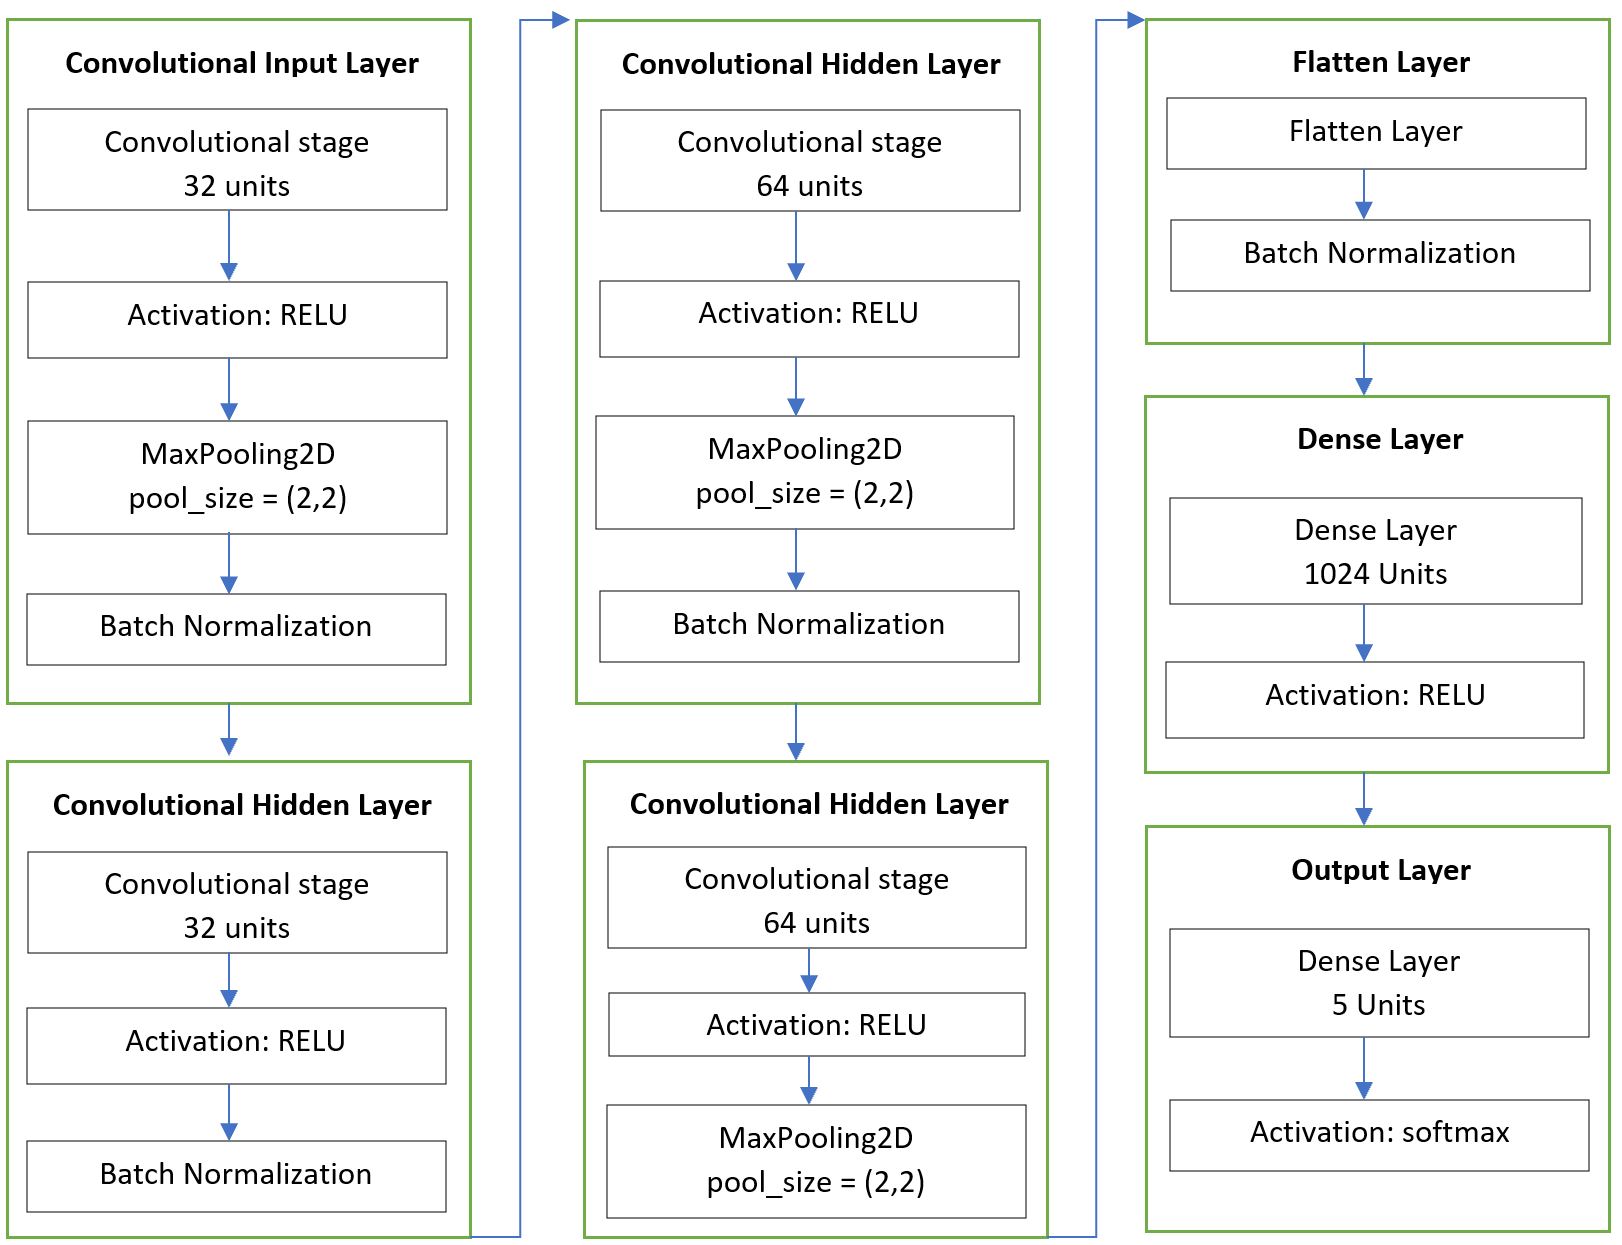 Convolutional Input Layer
Convolutional stage
32 units
Activation: RELU
MaxPooling2D
pool_size = (2,2)
Batch Normalization
Convolutional Hidden Layer
Convolutional stage
32 units
Activation: RELU
Batch Normalization
Convolutional Hidden Layer
Convolutional stage
64 units
Activation: RELU
MaxPooling2D
pool_size = (2,2)
Batch Normalization
Convolutional Hidden Layer
Convolutional stage
64 units
Activation: RELU
MaxPooling2D
pool_size = (2,2)
Flatten Layer
Flatten Layer
Batch Normalization
Dense Layer
Dense Layer
1024 Units
Activation: RELU
Output Layer
Dense Layer
5 Units
Activation: softmax